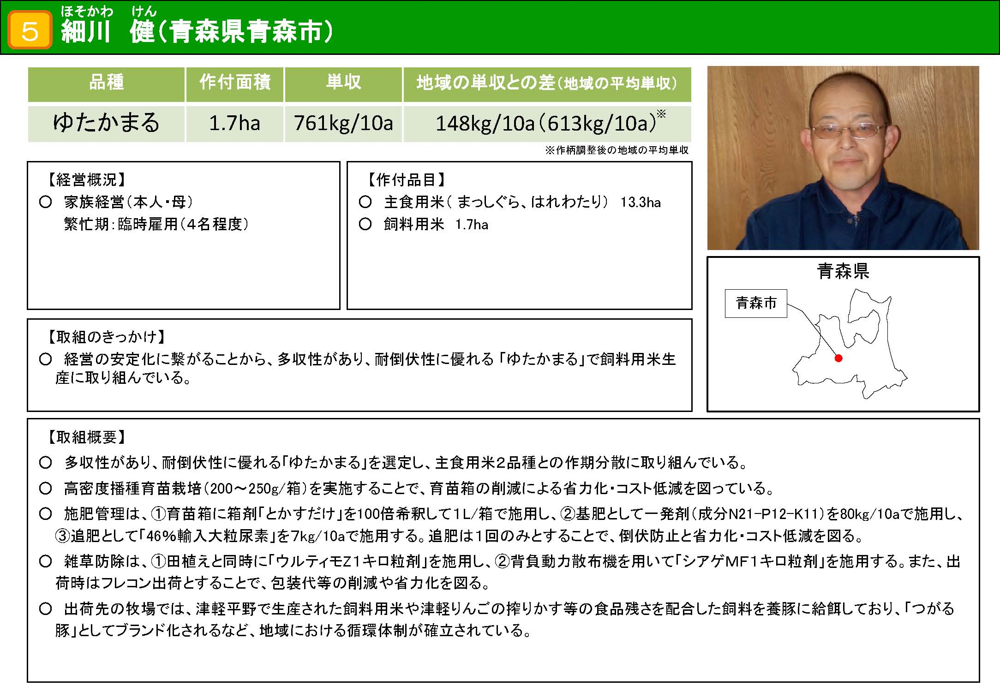 ほそかわ　けん
5
細川　健（青森県青森市）
品種　作付面積　単収　地域の単収との差（地域の平均単収）
ゆたかまる　1.7ha　761kg/10a　148kg/10a（613kg/10a）※
※作柄調整後の地域の平均単収
【経営概況】
〇　家族経営（本人・母）
繁忙期：臨時雇用（４名程度）
【作付品目】
〇　主食用米（ まっしぐら、はれわたり）　13.3ha
〇　飼料用米　1.7ha
青森県
青森市
【取組のきっかけ】
〇　経営の安定化に繋がることから、多収性があり、耐倒伏性に優れる 「ゆたかまる」で飼料用米生
産に取り組んでいる。
【取組概要】
〇　多収性があり、耐倒伏性に優れる「ゆたかまる」を選定し、主食用米２品種との作期分散に取り組んでいる。
〇　高密度播種育苗栽培（200～250g/箱）を実施することで、育苗箱の削減による省力化・コスト低減を図っている。
〇　施肥管理は、①育苗箱に箱剤「とかすだけ」を100倍希釈して１L/箱で施用し、②基肥として一発剤（成分N21-P12-K11）を80kg/10aで施用し、
③追肥として「46％輸入大粒尿素」を７kg/10aで施用する。追肥は１回のみとすることで、倒伏防止と省力化・コスト低減を図る。
〇　雑草防除は、①田植えと同時に「ウルティモＺ１キロ粒剤」を施用し、②背負動力散布機を用いて「シアゲＭＦ１キロ粒剤」を施用する。また、出
荷時はフレコン出荷とすることで、包装代等の削減や省力化を図る。
〇　出荷先の牧場では、津軽平野で生産された飼料用米や津軽りんごの搾りかす等の食品残さを配合した飼料を養豚に給餌しており、「つがる
豚」としてブランド化されるなど、地域における循環体制が確立されている。